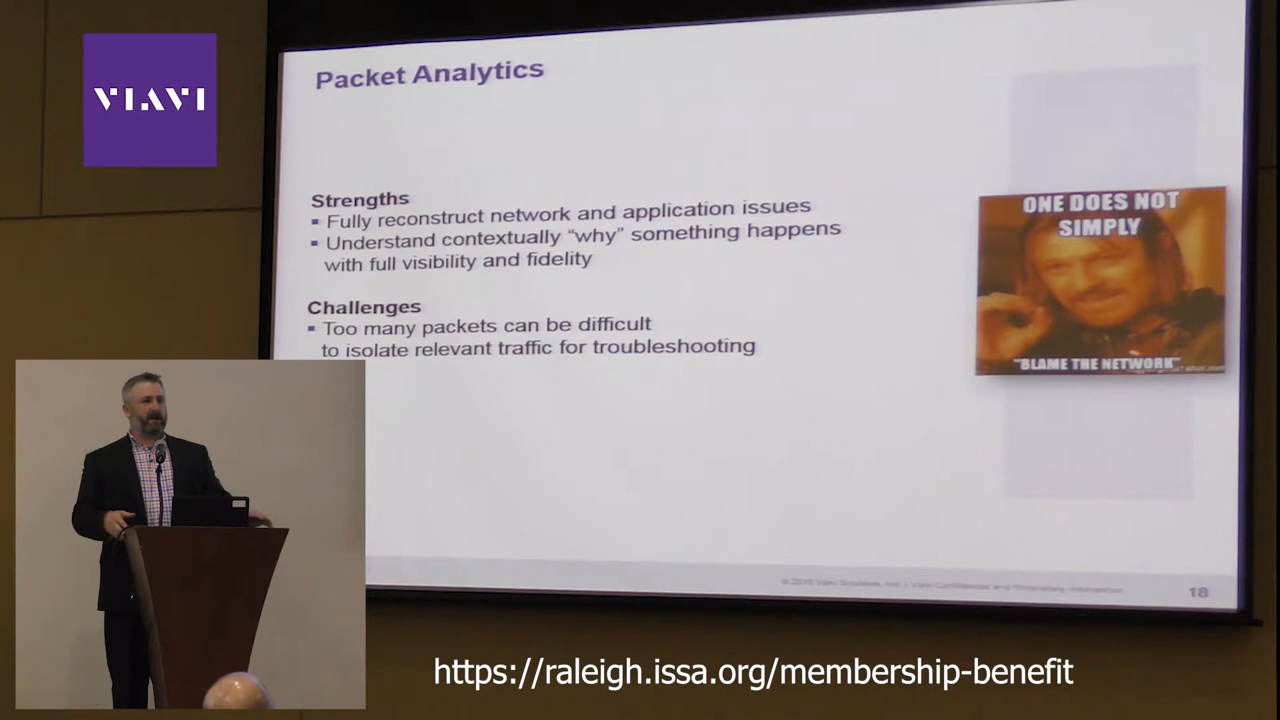 VIAVI
Packet Analytics
Strengths
▪ Fully reconstruct network and application issues
▪ Understand contextually “why” something happens
with full visibility and fidelity
Challenges
▪ Too many packets can be difficult
to isolate relevant traffic for troubleshooting
ONE DOES NOT
SIMPLY
"BLAME THE NETWORK"
18
https://raleigh.issa.org/membership-benefit